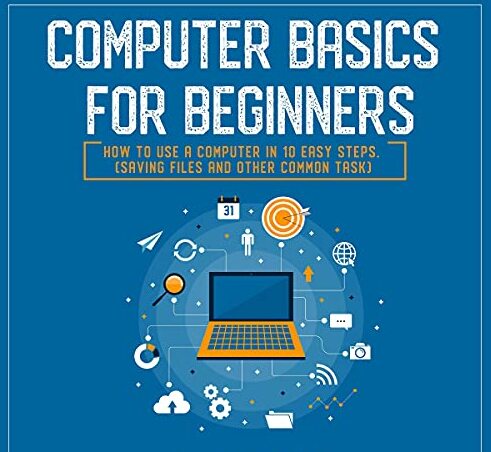 COMPUTER BASICS
FOR BEGINNERS
HOW TO USE A COMPUTER IN 10 EASY STEPS.
(SAVING FILES AND OTHER COMMON TASK)
31